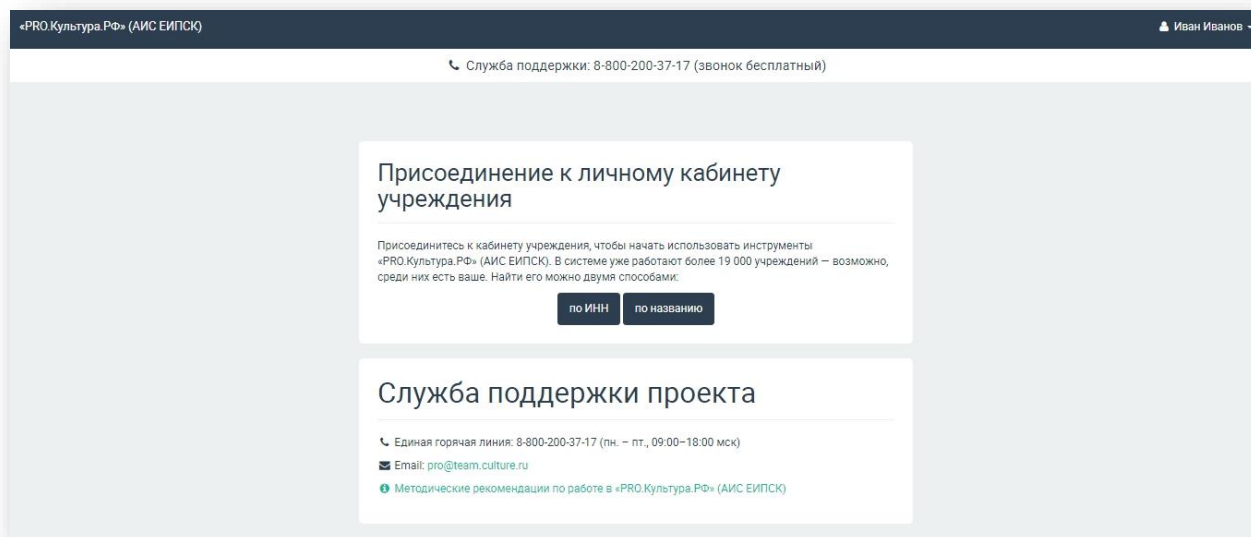 «PRO.Культура.РФ» (АИС ЕИПСК)
Иван Иванов
Служба поддержки: 8-800-200-37-17 (звонок бесплатный)
Присоединение к личному кабинету
учреждения
Присоединитесь к кабинету учреждения, чтобы начать использовать инструменты
«PRO.Культура.РФ» (АИС ЕИПСК). В системе уже работают более 19 000 учреждений — возможно,
среди них есть ваше. Найти его можно двумя способами:
по ИНН
по названию
Служба поддержки проекта
Единая горячая линия: 8-800-200-37-17 (пн. – пт., 09:00–18:00 мск)
Email: pro@team.culture.ru
Методические рекомендации по работе в «PRO.Культура.РФ» (АИС ЕИПСК)